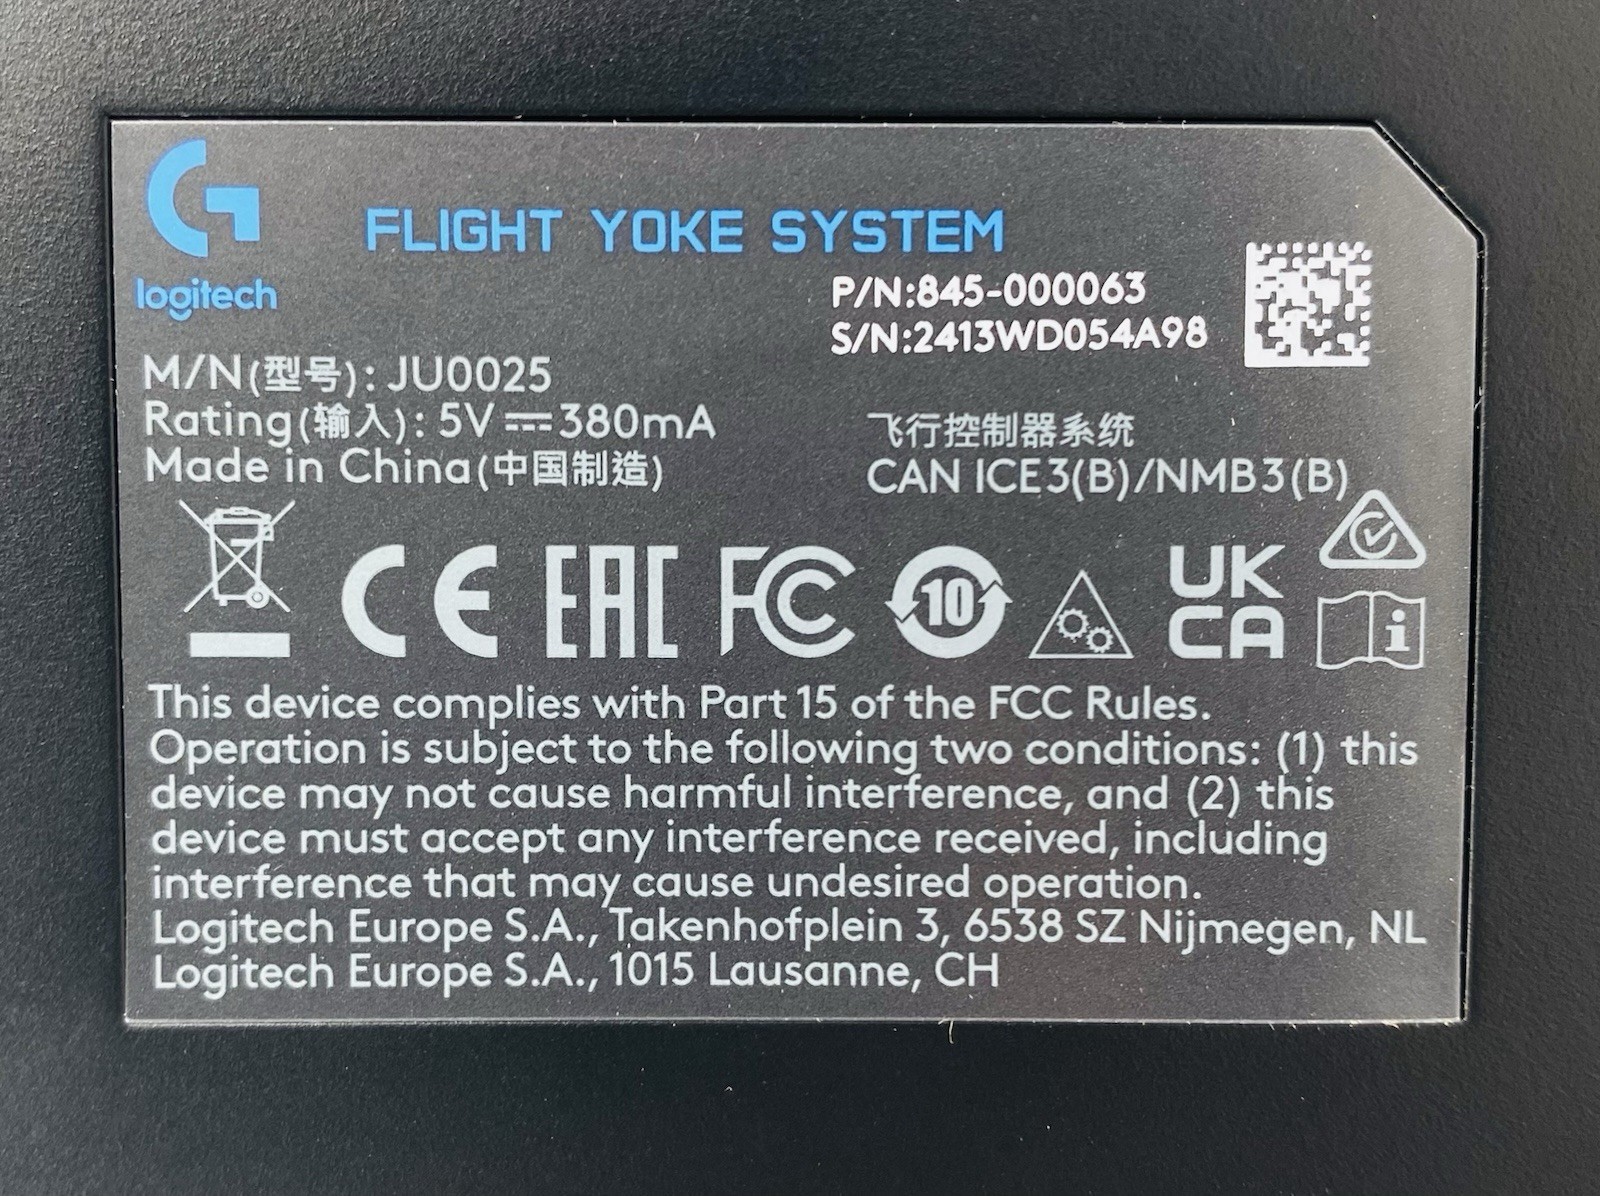 logitech
FLIGHT YOKE SYSTEM
P/N:845-000063
S/N:2413WD054A98
M/N(型号): JU0025
Rating(输入): 5V⎓380mA
Made in China(中国制造)
飞行控制器系统
CAN ICE3(B)/NMB3(B)
CE EAC FC 10 UK
CA i
This device complies with Part 15 of the FCC Rules.
Operation is subject to the following two conditions: (1) this
device may not cause harmful interference, and (2) this
device must accept any interference received, including
interference that may cause undesired operation.
Logitech Europe S.A., Takenhofplein 3, 6538 SZ Nijmegen, NL
Logitech Europe S.A., 1015 Lausanne, CH